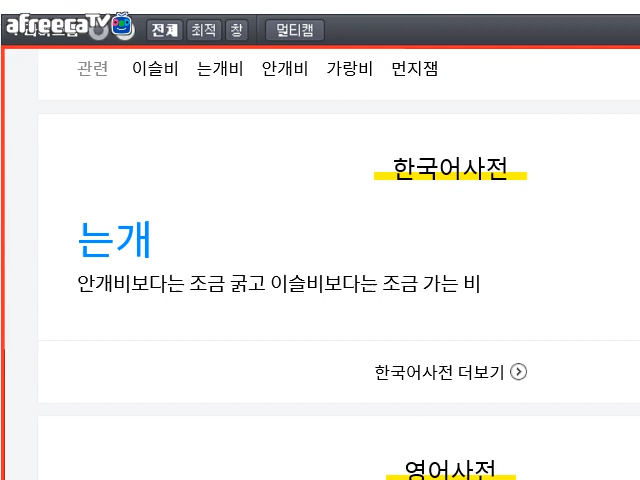 afreecaTV
전체 최적 창 멀티캠
관련 이슬비 는개비 안개비 가랑비 먼지잼
한국어사전
는개
안개비보다는 조금 굵고 이슬비보다는 조금 가는 비
한국어사전 더보기
영어사전